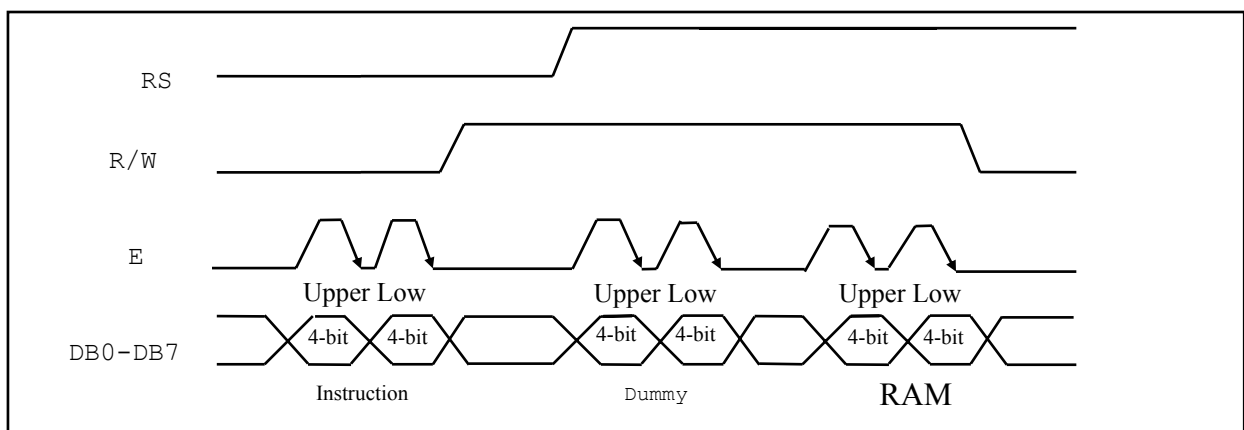 RS
R/W
E
Upper Low Upper Low Upper Low
DB0-DB7 4-bit 4-bit 4-bit 4-bit 4-bit 4-bit
Instruction Dummy RAM